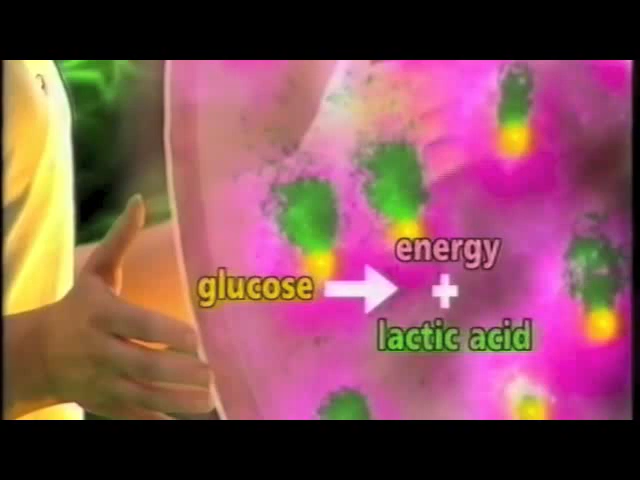 energy
glucose → +
lactic acid